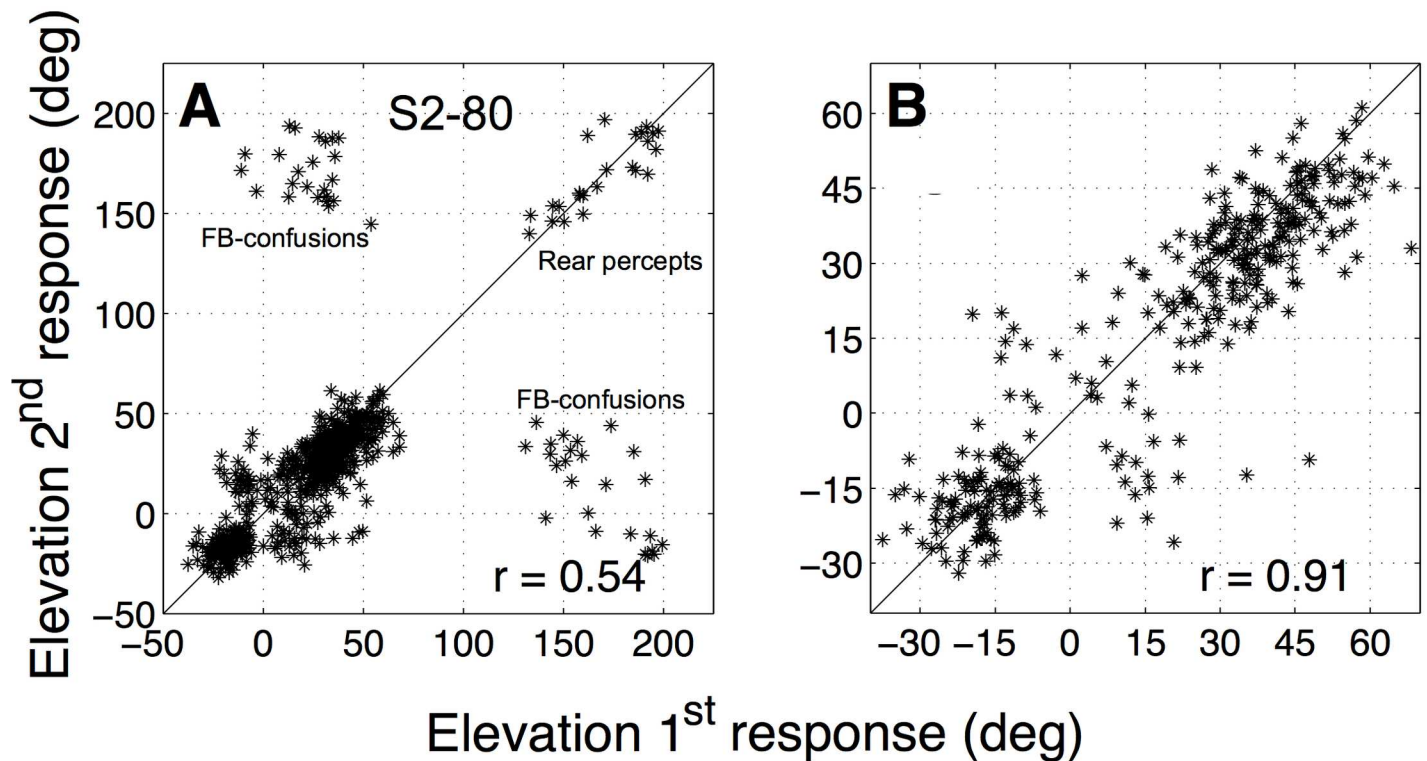 Elevation 2nd response (deg)
A
S2-80
FB-confusions
Rear percepts
FB-confusions
r = 0.54
200
150
100
50
0
−50
−50 0 50 100 150 200
B
r = 0.91
60
45
30
15
0
−15
−30
−30 −15 0 15 30 45 60
Elevation 1st response (deg)